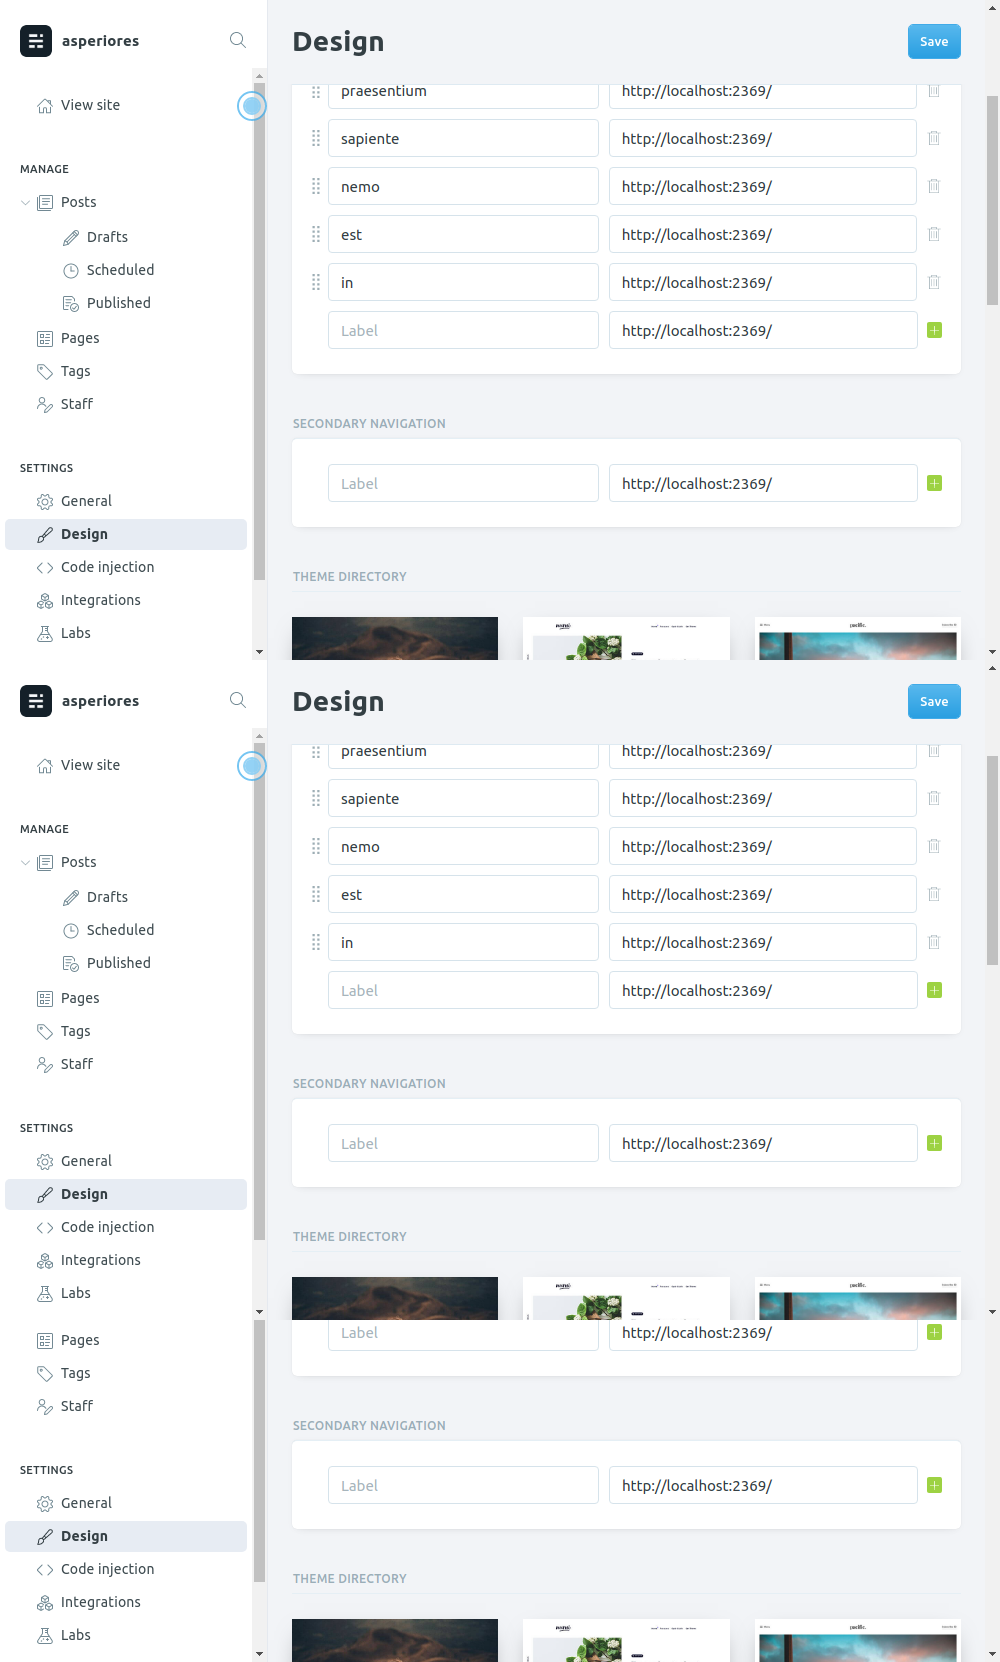 asperiores
View site
MANAGE
Posts
Drafts
Scheduled
Published
Pages
Tags
Staff
SETTINGS
General
Design
Code injection
Integrations
Labs
Design
Save
praesentium http://localhost:2369/
sapiente http://localhost:2369/
nemo http://localhost:2369/
est http://localhost:2369/
in http://localhost:2369/
Label http://localhost:2369/
SECONDARY NAVIGATION
Label http://localhost:2369/
THEME DIRECTORY
pacific.
asperiores
View site
MANAGE
Posts
Drafts
Scheduled
Published
Pages
Tags
Staff
SETTINGS
General
Design
Code injection
Integrations
Labs
Design
Save
praesentium http://localhost:2369/
sapiente http://localhost:2369/
nemo http://localhost:2369/
est http://localhost:2369/
in http://localhost:2369/
Label http://localhost:2369/
SECONDARY NAVIGATION
Label http://localhost:2369/
THEME DIRECTORY
pacific.
Pages
Tags
Staff
SETTINGS
General
Design
Code injection
Integrations
Labs
Label http://localhost:2369/
SECONDARY NAVIGATION
Label http://localhost:2369/
THEME DIRECTORY
pacific.